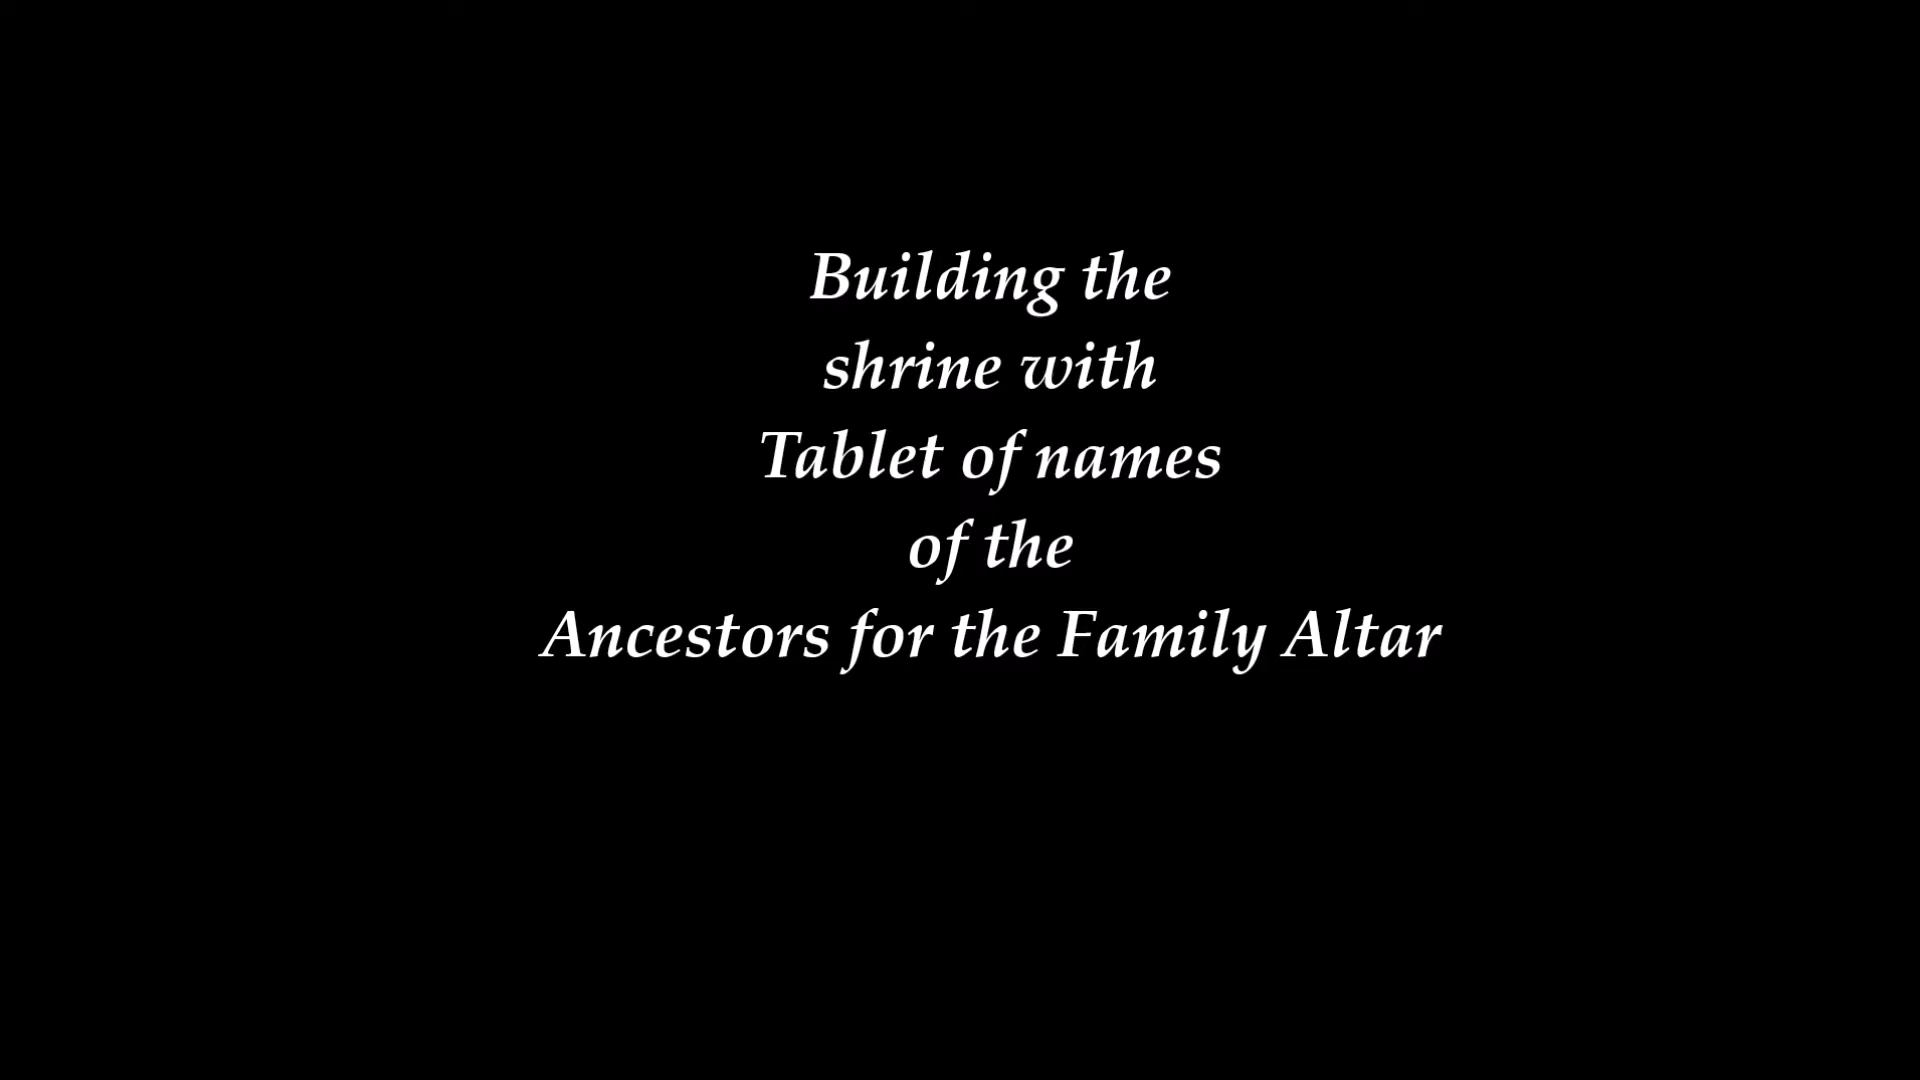 Building the
shrine with
Tablet of names
of the
Ancestors for the Family Altar